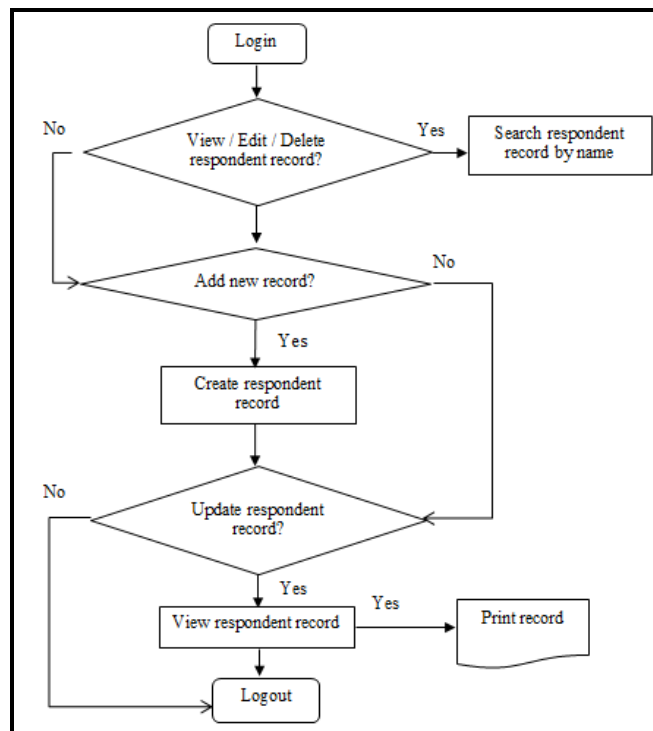 Login
No
View / Edit / Delete
respondent record?
Yes
Search respondent
record by name
Add new record?
No
Yes
Create respondent
record
No
Update respondent
record?
Yes
View respondent record
Yes
Print record
Logout